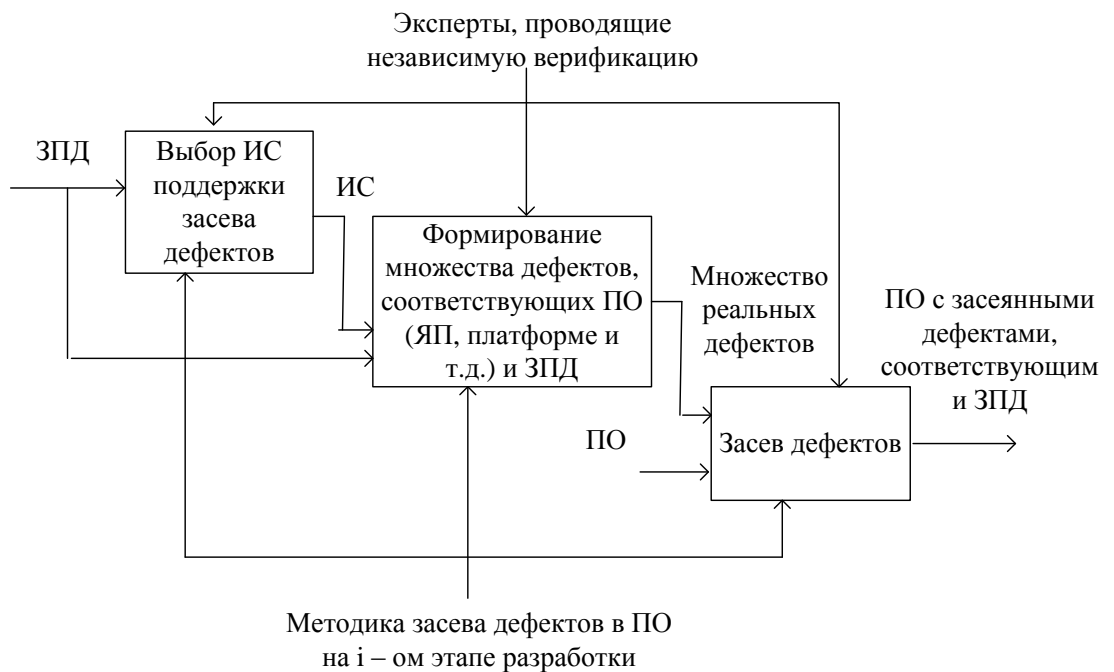 Эксперты, проводящие
независимую верификацию
ЗПД
Выбор ИС
поддержки
засева
дефектов
ИС
Формирование
множества дефектов,
соответствующих ПО
(ЯП, платформе и
т.д.) и ЗПД
Множество
реальных
дефектов
ПО с засеянными
дефектами,
соответствующим
и ЗПД
ПО
Засев дефектов
Методика засева дефектов в ПО
на i – ом этапе разработки